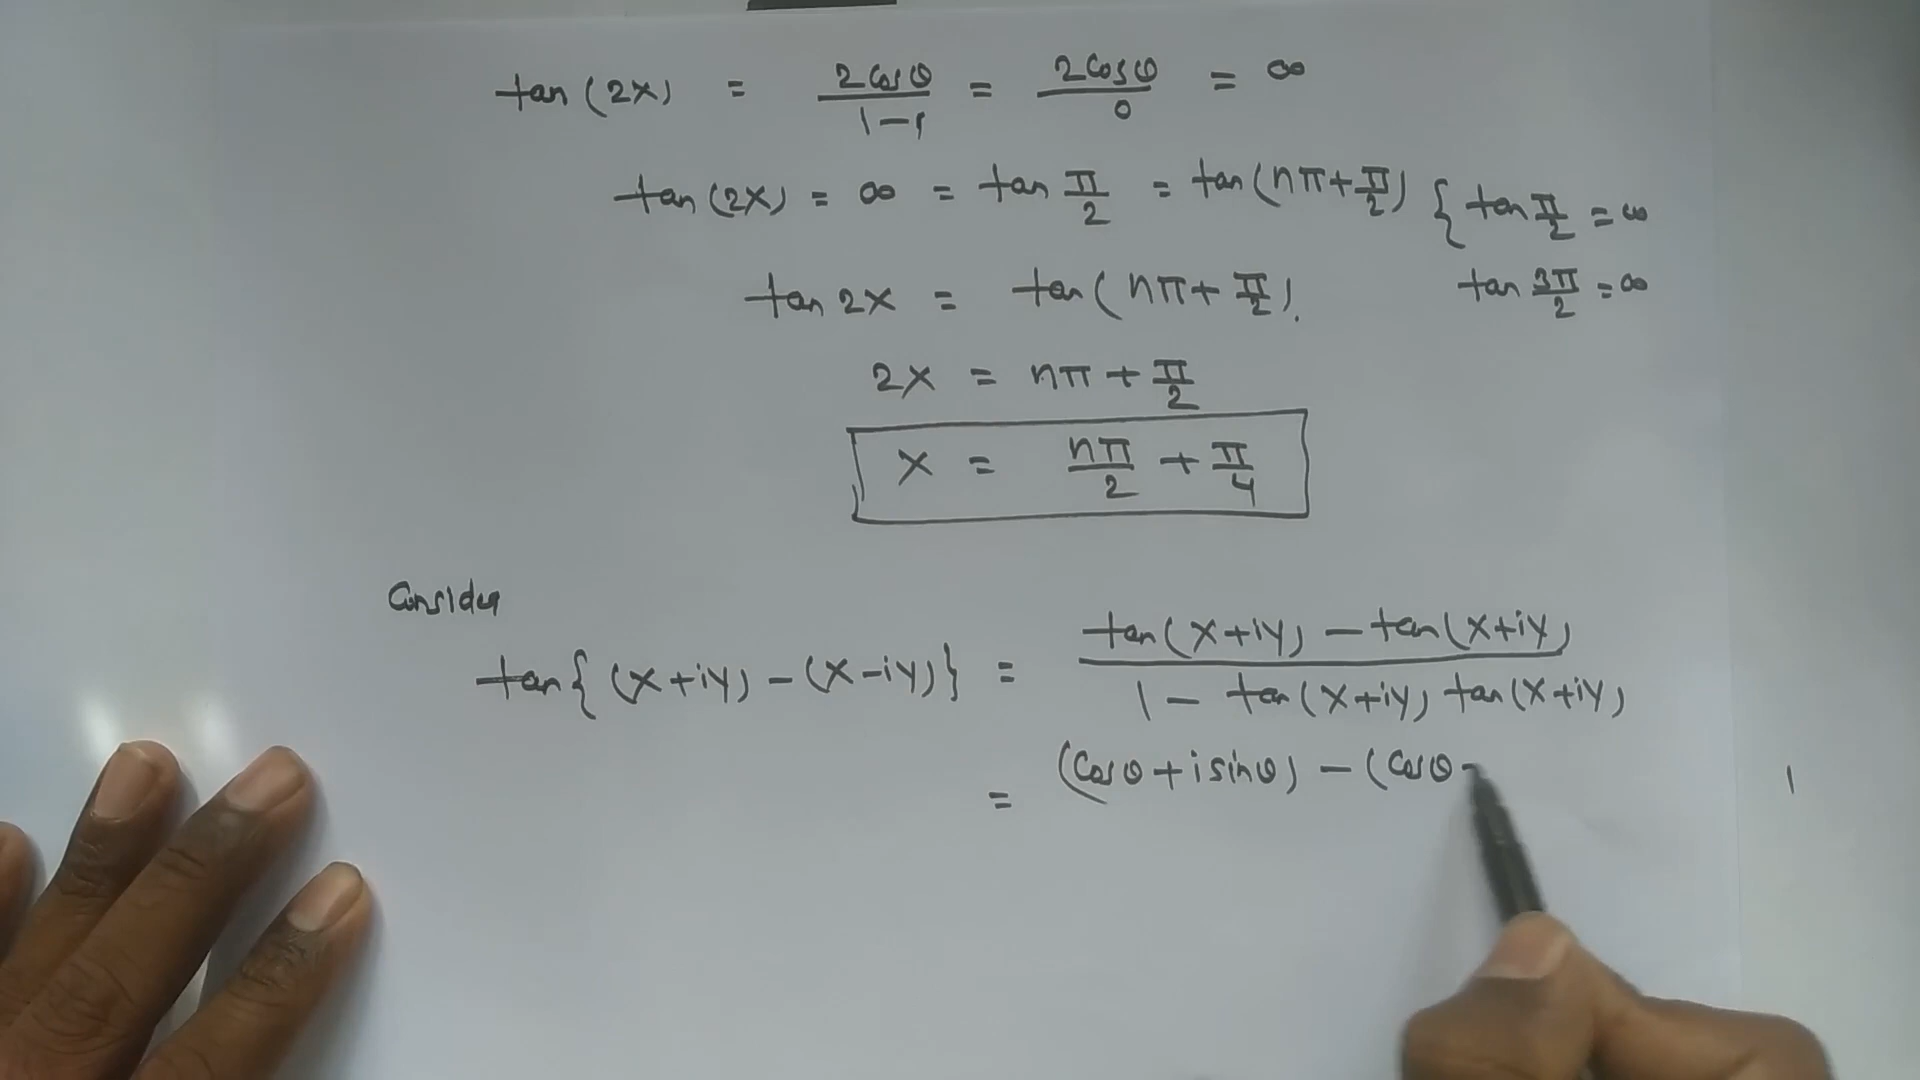 tan (2x) = 2cosθ/1-1 = 2cosθ/0 = ∞
tan (2x) = ∞ = tan π/2 = tan(nπ+π/2) { tan π/2 = ∞
tan 2x = tan(nπ+π/2). tan 3π/2 = ∞
2x = nπ + π/2
x = nπ/2 + π/4
Consider
tan{(x+iy) - (x-iy)} = tan(x+iy) - tan(x+iy) / 1 - tan(x+iy) tan(x+iy)
= (cosθ + i sinθ) - (cosθ -